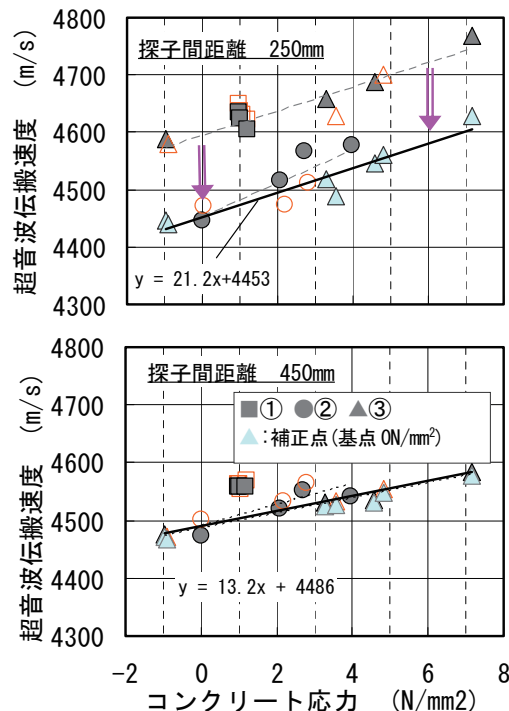 4800
4700
4600
4500
4400
4300
超音波伝搬速度 (m/s)
探子間距離 250mm
y = 21.2x+4453
4800
4700
4600
4500
4400
4300
超音波伝搬速度 (m/s)
探子間距離 450mm
① ② ③
:補正点(基点0N/mm²)
y = 13.2x + 4486
-2 0 2 4 6 8
コンクリート応力 (N/mm2)